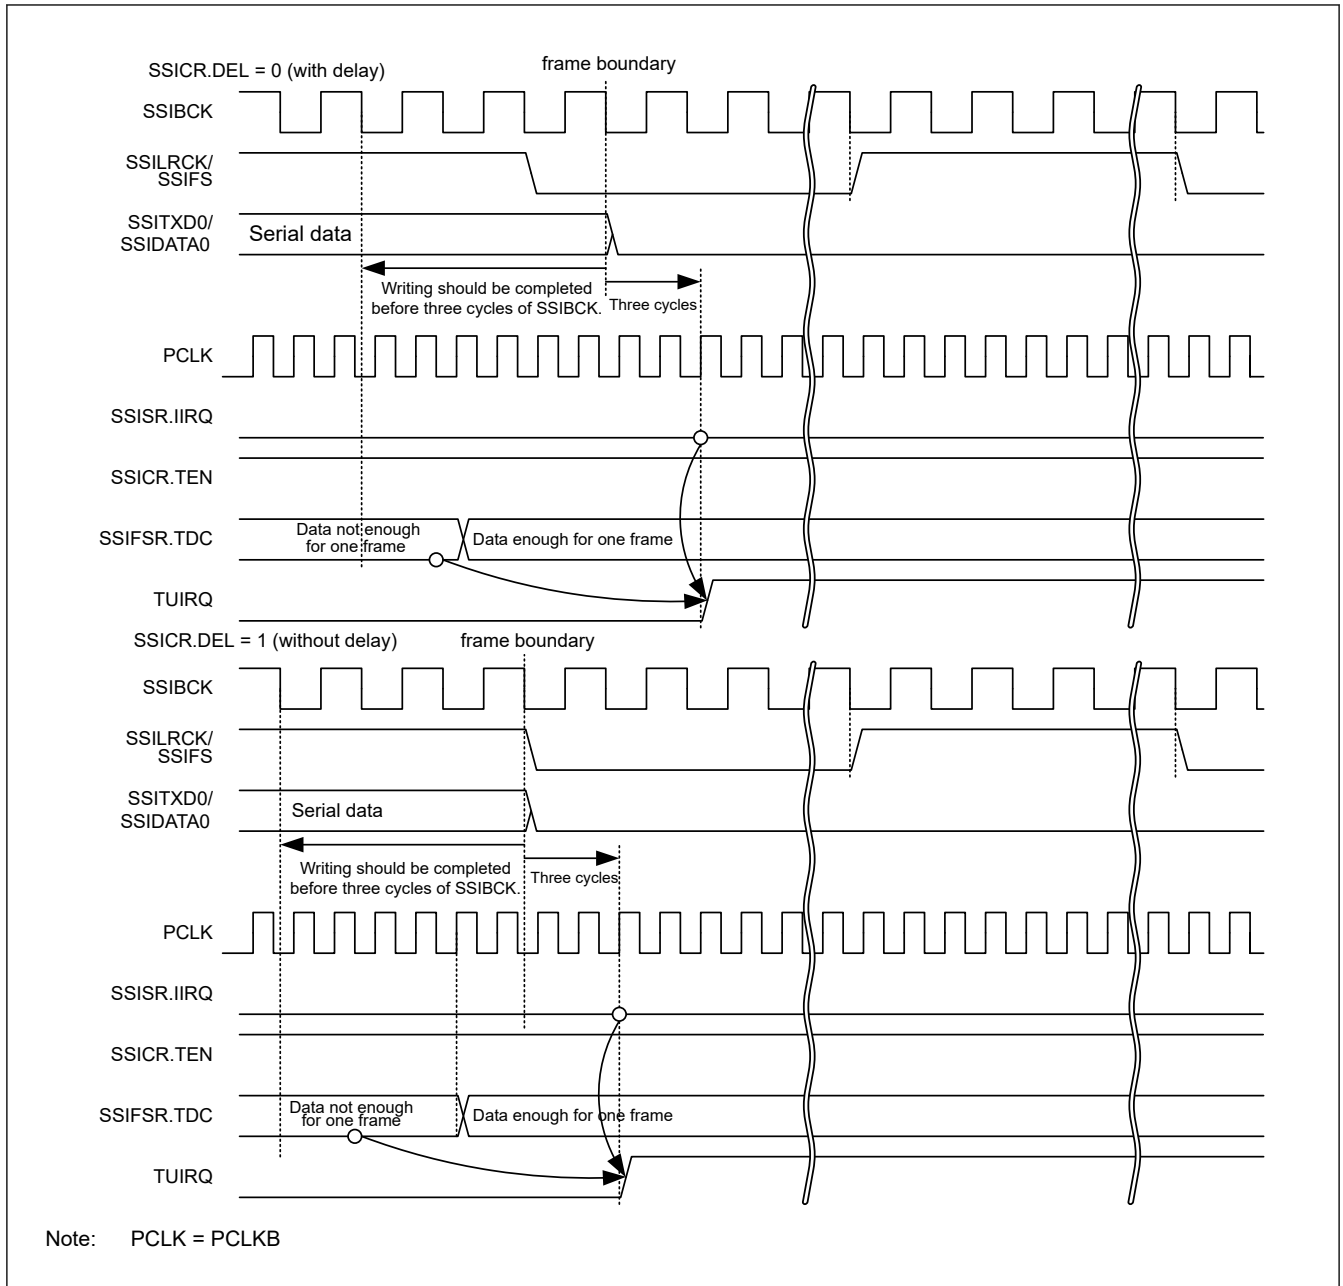 SSICR.DEL = 0 (with delay)
frame boundary
SSIBCK
SSILRCK/
SSIFS
SSITXD0/
SSIDATA0
Serial data
Writing should be completed
before three cycles of SSIBCK.
Three cycles
PCLK
SSISR.IIRQ
SSICR.TEN
SSIFSR.TDC
Data not enough
for one frame
Data enough for one frame
TUIRQ
SSICR.DEL = 1 (without delay)
frame boundary
SSIBCK
SSILRCK/
SSIFS
SSITXD0/
SSIDATA0
Serial data
Writing should be completed
before three cycles of SSIBCK.
Three cycles
PCLK
SSISR.IIRQ
SSICR.TEN
SSIFSR.TDC
Data not enough
for one frame
Data enough for one frame
TUIRQ
Note: PCLK = PCLKB